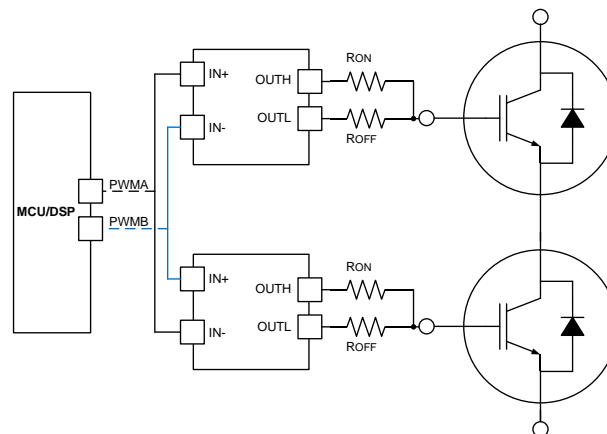 IN+
OUTH
RON
IN-
OUTL
ROFF
MCU/DSP
PWMA
PWMB
IN+
OUTH
RON
IN-
OUTL
ROFF